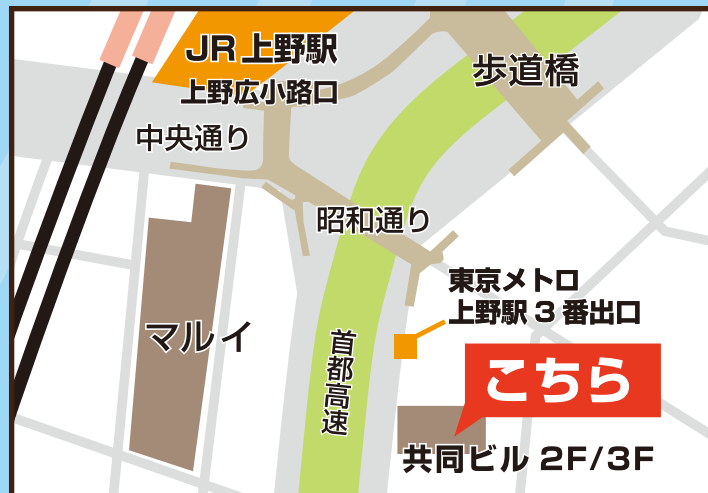 JR上野駅
上野広小路口
歩道橋
中央通り
昭和通り
東京メトロ
上野駅3番出口
マルイ
首都高速
こちら
共同ビル 2F/3F